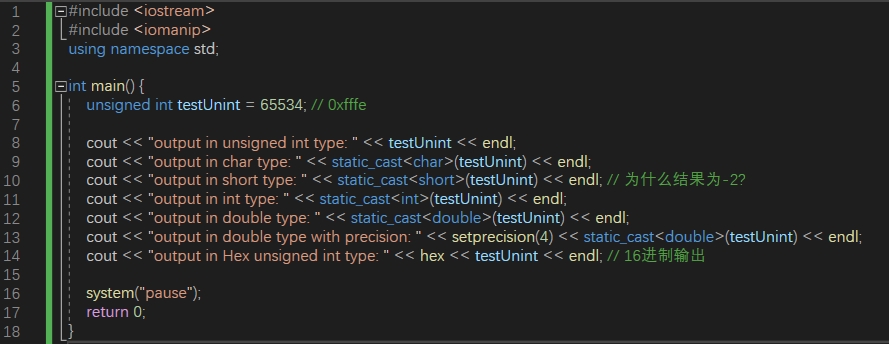 1 #include <iostream>
2 #include <iomanip>
3 using namespace std;
4
5 int main() {
6 unsigned int testUnint = 65534; // 0xfffe
7
8 cout << "output in unsigned int type: " << testUnint << endl;
9 cout << "output in char type: " << static_cast<char>(testUnint) << endl;
10 cout << "output in short type: " << static_cast<short>(testUnint) << endl; // 为什么结果为-2?
11 cout << "output in int type: " << static_cast<int>(testUnint) << endl;
12 cout << "output in double type: " << static_cast<double>(testUnint) << endl;
13 cout << "output in double type with precision: " << setprecision(4) << static_cast<double>(testUnint) << endl;
14 cout << "output in Hex unsigned int type: " << hex << testUnint << endl; // 16进制输出
15
16 system("pause");
17 return 0;
18 }